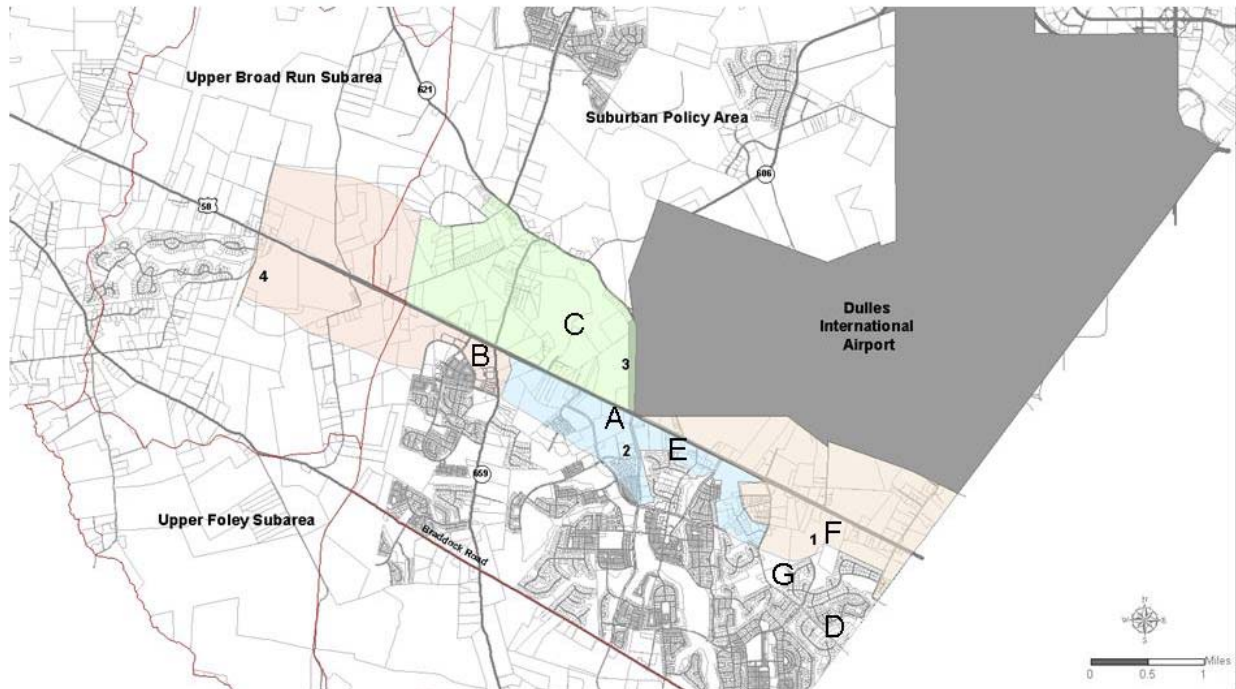 Upper Broad Run Subarea
621
Suburban Policy Area
606
50
4
Dulles
International
Airport
C
B
3
A
2
E
659
Upper Foley Subarea
Braddock Road
1
F
G
D
N
W
E
S
Miles
0
0.5
1